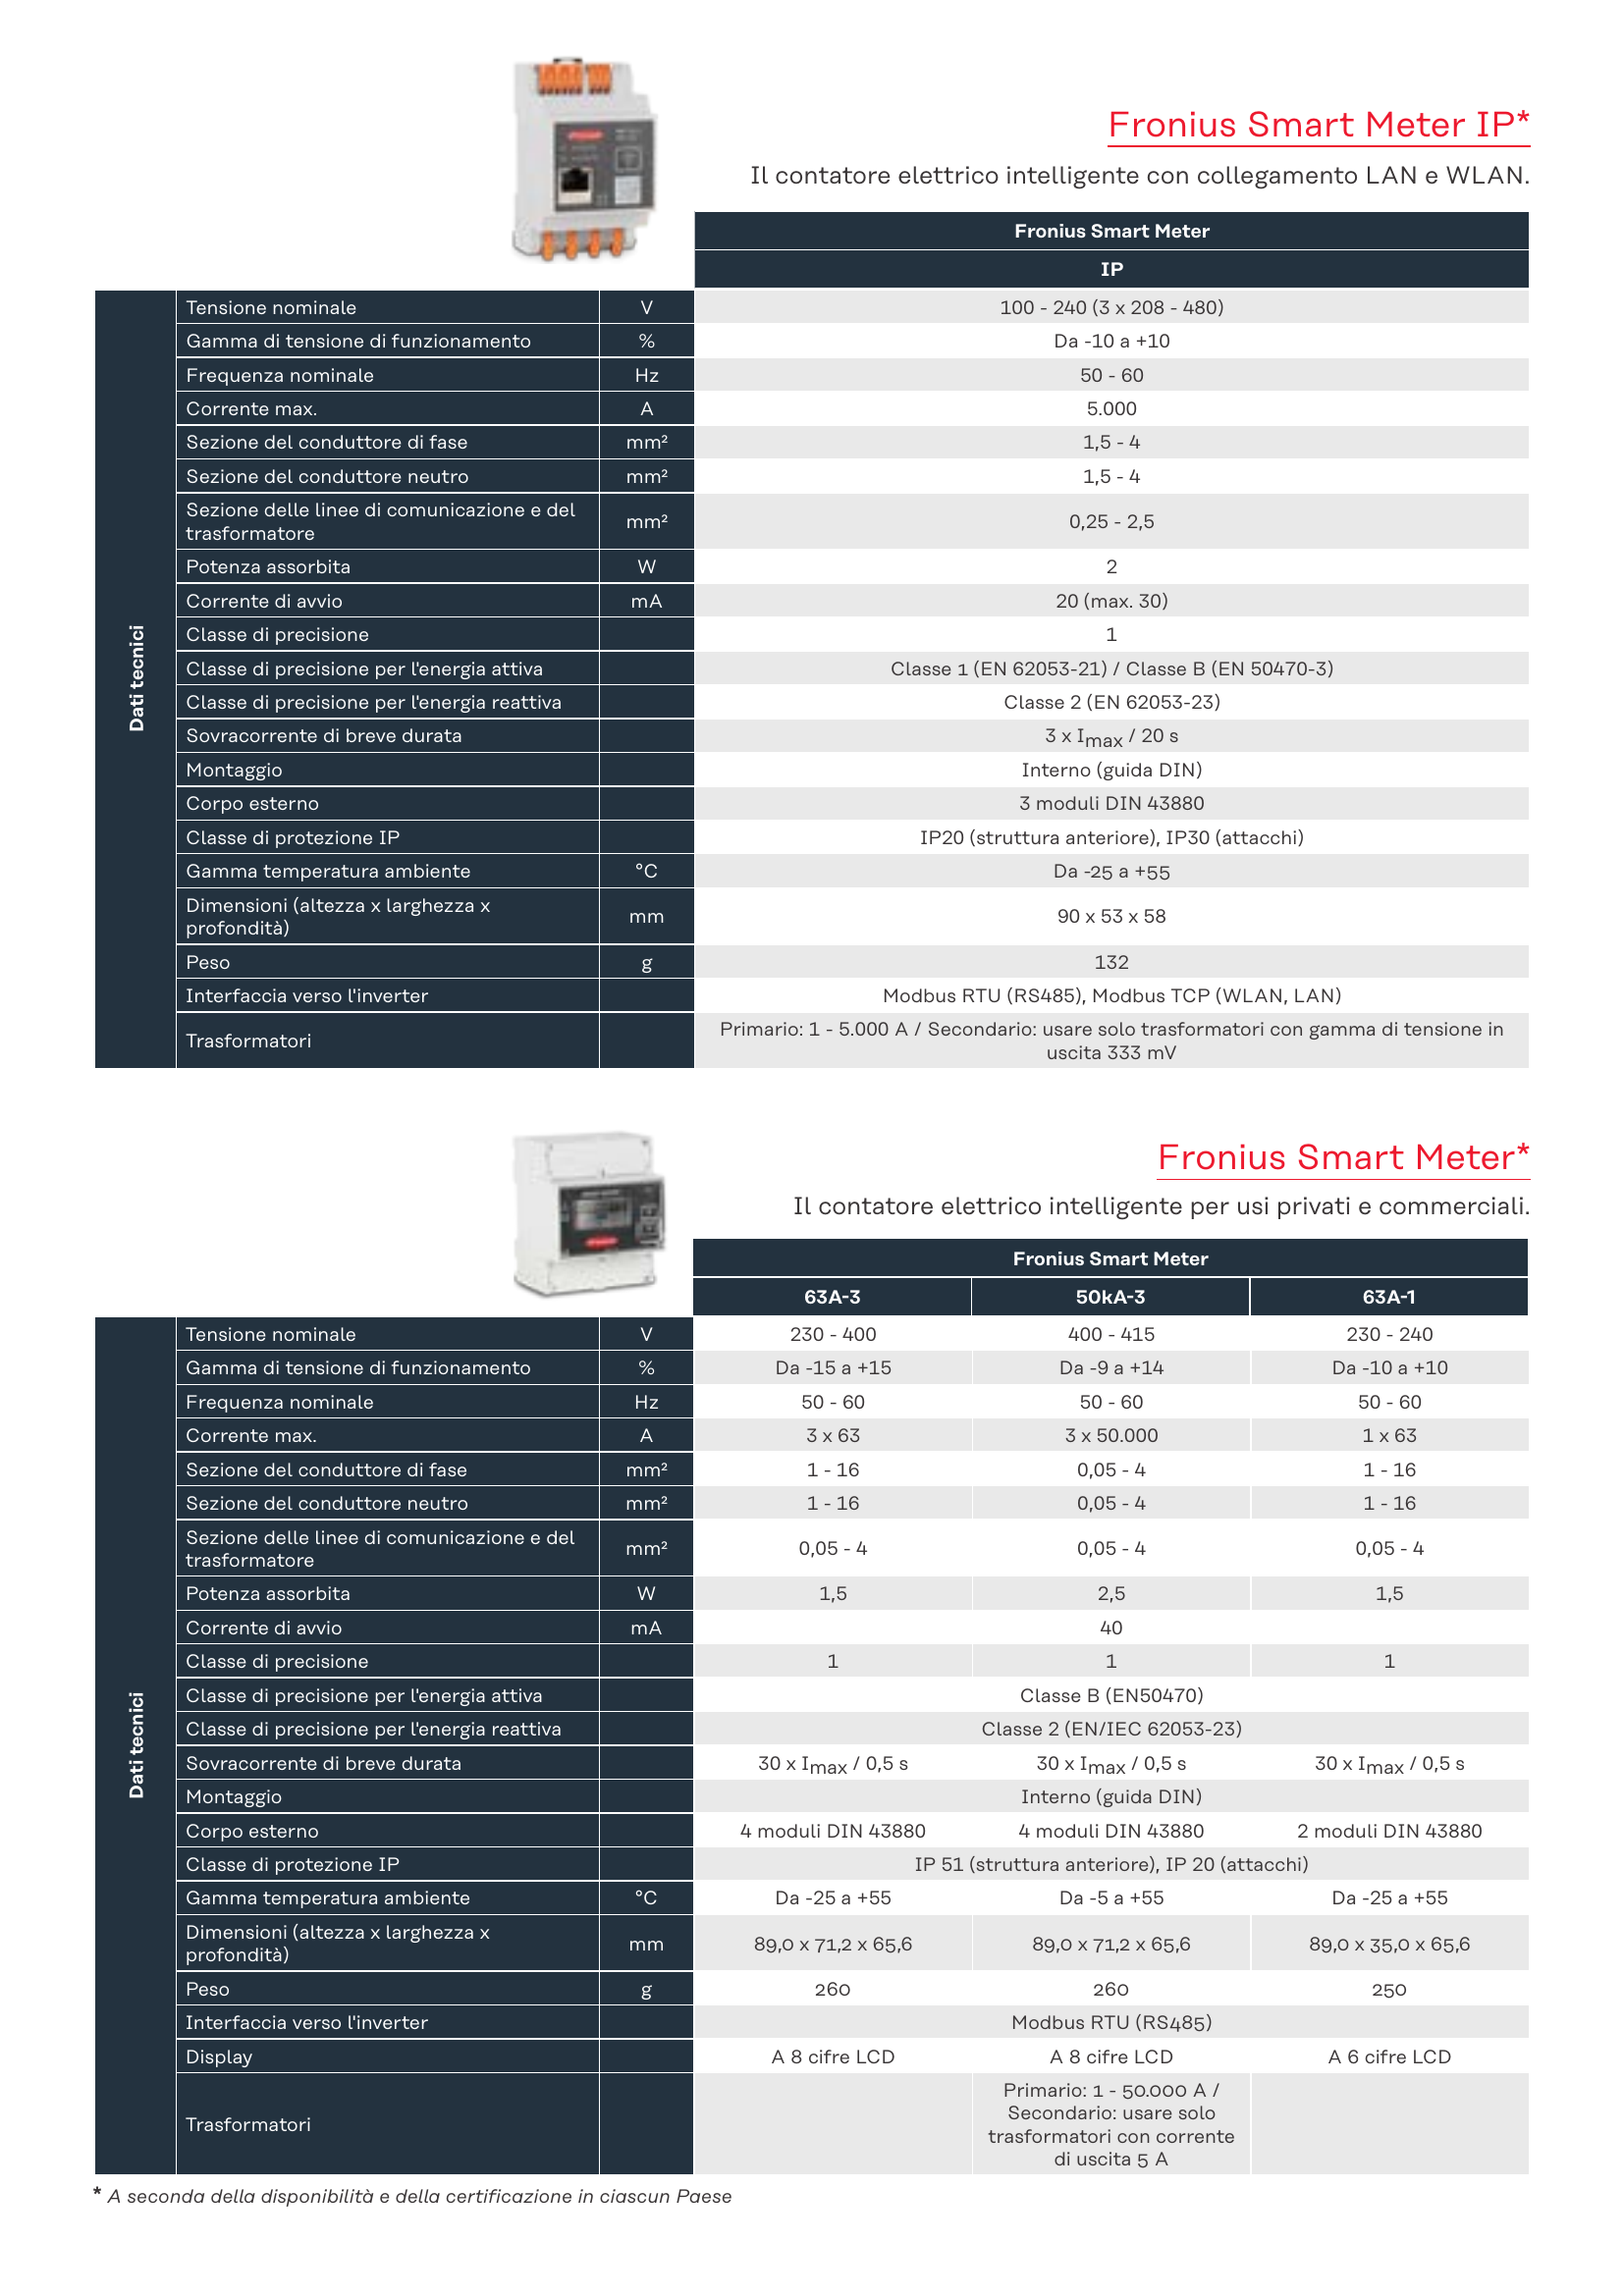 Fronius Smart Meter IP*
Il contatore elettrico intelligente con collegamento LAN e WLAN.
Fronius Smart Meter
IP
Dati tecnici
Tensione nominale V 100 - 240 (3 x 208 - 480)
Gamma di tensione di funzionamento % Da -10 a +10
Frequenza nominale Hz 50 - 60
Corrente max. A 5.000
Sezione del conduttore di fase mm² 1,5 - 4
Sezione del conduttore neutro mm² 1,5 - 4
Sezione delle linee di comunicazione e del
trasformatore mm² 0,25 - 2,5
Potenza assorbita W 2
Corrente di avvio mA 20 (max. 30)
Classe di precisione 1
Classe di precisione per l'energia attiva Classe 1 (EN 62053-21) / Classe B (EN 50470-3)
Classe di precisione per l'energia reattiva Classe 2 (EN 62053-23)
Sovracorrente di breve durata 3 x Imax / 20 s
Montaggio Interno (guida DIN)
Corpo esterno 3 moduli DIN 43880
Classe di protezione IP IP20 (struttura anteriore), IP30 (attacchi)
Gamma temperatura ambiente °C Da -25 a +55
Dimensioni (altezza x larghezza x
profondità) mm 90 x 53 x 58
Peso g 132
Interfaccia verso l'inverter Modbus RTU (RS485), Modbus TCP (WLAN, LAN)
Trasformatori Primario: 1 - 5.000 A / Secondario: usare solo trasformatori con gamma di tensione in
uscita 333 mV
Fronius Smart Meter*
Il contatore elettrico intelligente per usi privati e commerciali.
Fronius Smart Meter
63A-3 50kA-3 63A-1
Dati tecnici
Tensione nominale V 230 - 400 400 - 415 230 - 240
Gamma di tensione di funzionamento % Da -15 a +15 Da -9 a +14 Da -10 a +10
Frequenza nominale Hz 50 - 60 50 - 60 50 - 60
Corrente max. A 3 x 63 3 x 50.000 1 x 63
Sezione del conduttore di fase mm² 1 - 16 0,05 - 4 1 - 16
Sezione del conduttore neutro mm² 1 - 16 0,05 - 4 1 - 16
Sezione delle linee di comunicazione e del
trasformatore mm² 0,05 - 4 0,05 - 4 0,05 - 4
Potenza assorbita W 1,5 2,5 1,5
Corrente di avvio mA 40
Classe di precisione 1 1 1
Classe di precisione per l'energia attiva Classe B (EN50470)
Classe di precisione per l'energia reattiva Classe 2 (EN/IEC 62053-23)
Sovracorrente di breve durata 30 x Imax / 0,5 s 30 x Imax / 0,5 s 30 x Imax / 0,5 s
Montaggio Interno (guida DIN)
Corpo esterno 4 moduli DIN 43880 4 moduli DIN 43880 2 moduli DIN 43880
Classe di protezione IP IP 51 (struttura anteriore), IP 20 (attacchi)
Gamma temperatura ambiente °C Da -25 a +55 Da -5 a +55 Da -25 a +55
Dimensioni (altezza x larghezza x
profondità) mm 89,0 x 71,2 x 65,6 89,0 x 71,2 x 65,6 89,0 x 35,0 x 65,6
Peso g 260 260 250
Interfaccia verso l'inverter Modbus RTU (RS485)
Display A 8 cifre LCD A 8 cifre LCD A 6 cifre LCD
Trasformatori Primario: 1 - 50.000 A /
Secondario: usare solo
trasformatori con corrente
di uscita 5 A
* A seconda della disponibilità e della certificazione in ciascun Paese